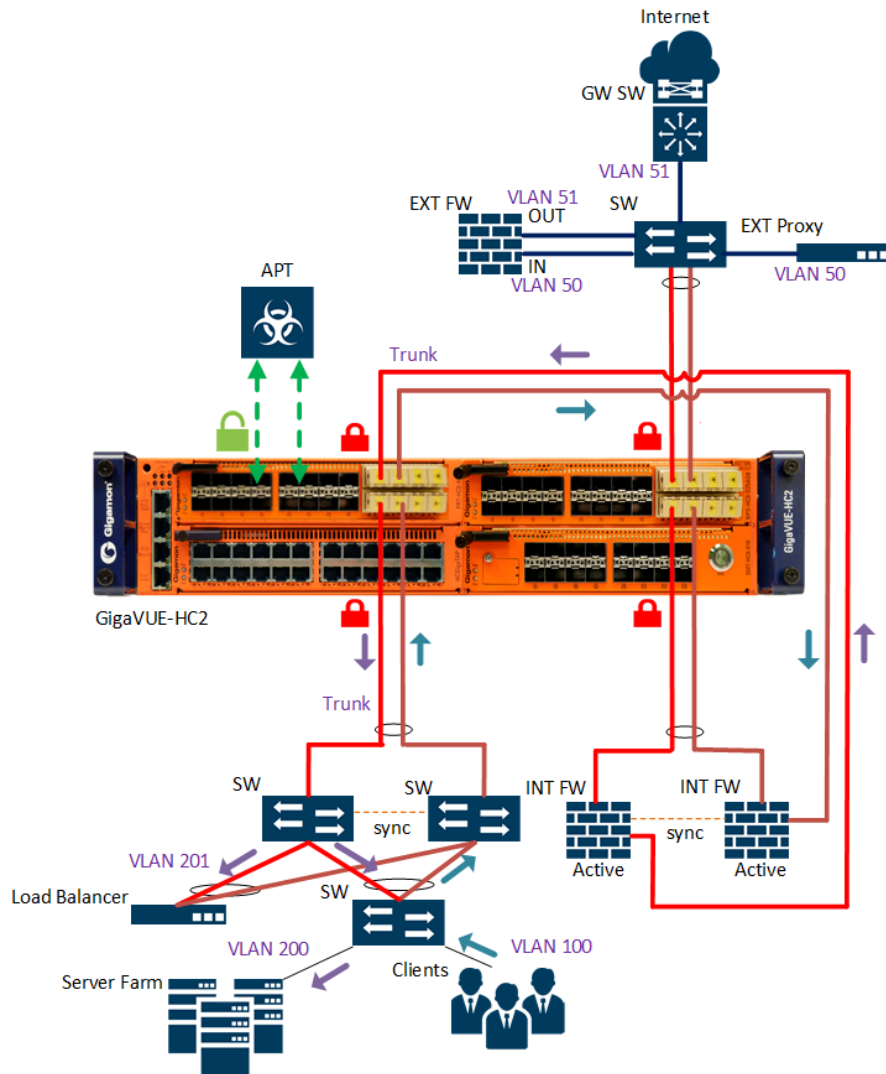 Internet
GW SW
VLAN 51
VLAN 51
EXT FW
OUT
SW
EXT Proxy
IN
VLAN 50
VLAN 50
APT
Trunk
Gigamon
GigaVUE-HC2
GigaVUE-HC2
Trunk
SW
SW
INT FW
INT FW
sync
sync
VLAN 201
Active
Active
SW
Load Balancer
VLAN 200
VLAN 100
Clients
Server Farm